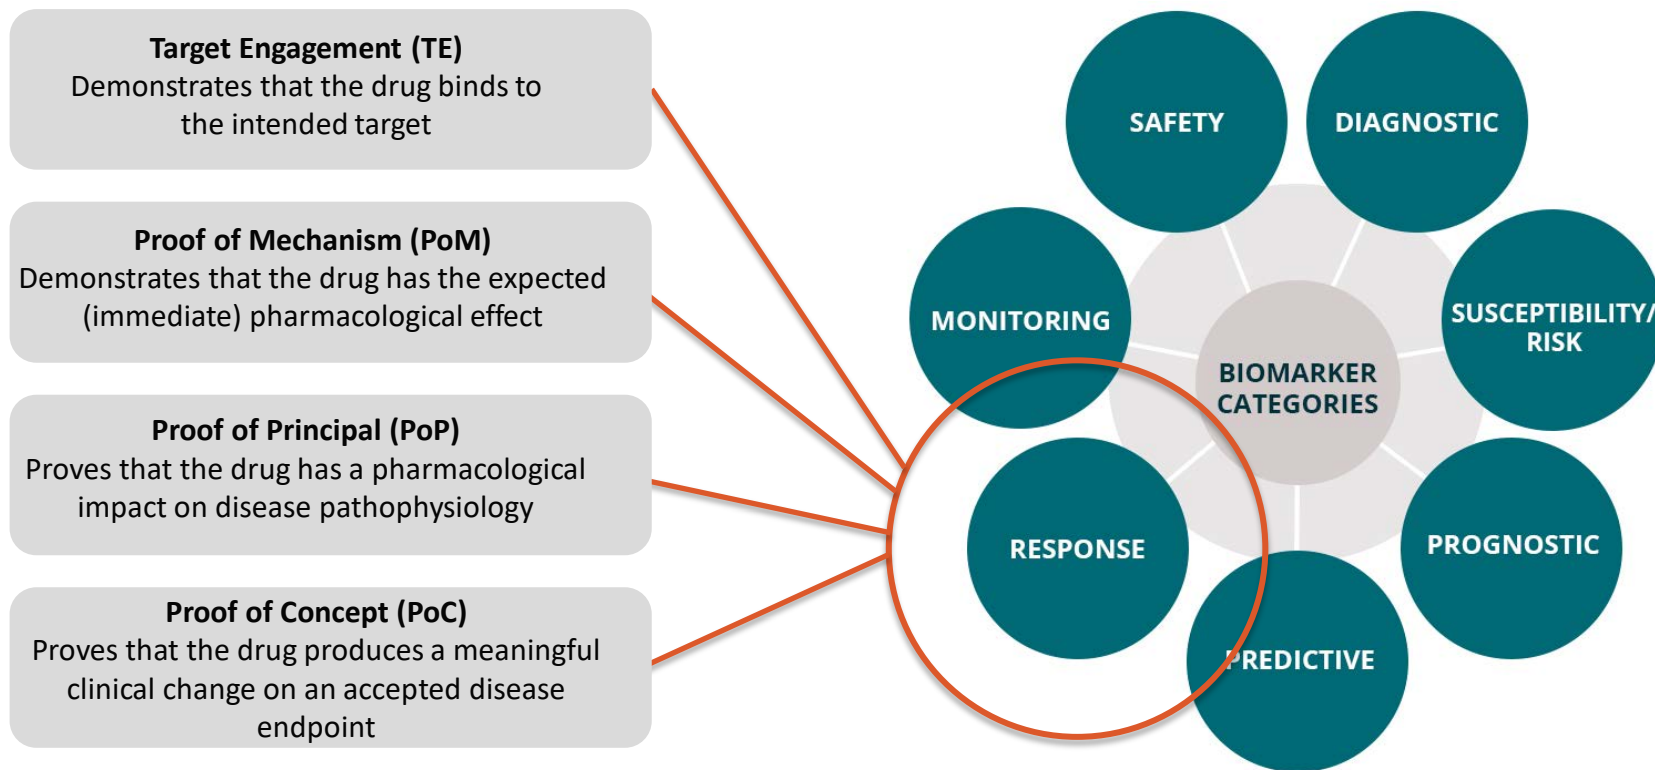 Target Engagement (TE)
Demonstrates that the drug binds to
the intended target
Proof of Mechanism (PoM)
Demonstrates that the drug has the expected
(immediate) pharmacological effect
Proof of Principal (PoP)
Proves that the drug has a pharmacological
impact on disease pathophysiology
Proof of Concept (PoC)
Proves that the drug produces a meaningful
clinical change on an accepted disease
endpoint
SAFETY
DIAGNOSTIC
MONITORING
SUSCEPTIBILITY/
RISK
BIOMARKER
CATEGORIES
RESPONSE
PROGNOSTIC
PREDICTIVE